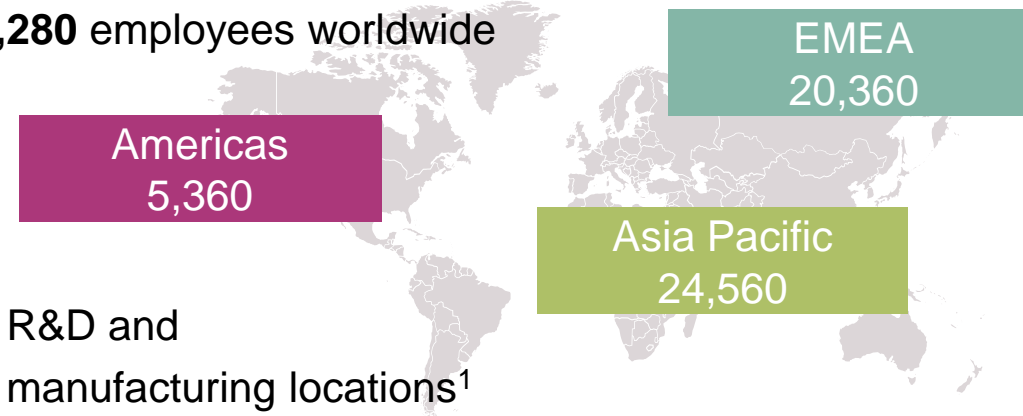 ,280 employees worldwide
EMEA
20,360
Americas
5,360
Asia Pacific
24,560
R&D and
manufacturing locations¹